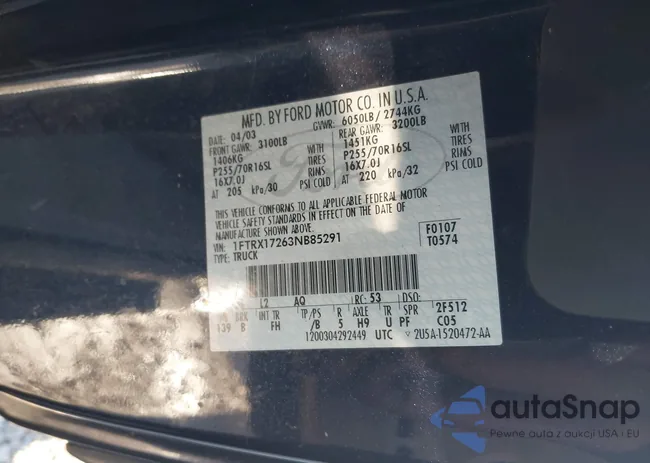 MFD. BY FORD MOTOR CO. IN U.S.A.
DATE: 04/03 GVWR: 6050LB/ 2744KG
FRONT GAWR: 3100LB REAR GAWR: 3200LB
1406KG WITH 1451KG WITH
P255/70R16SL TIRES P255/70R16SL TIRES
16X7.0J RIMS 16X7.0J RIMS
AT 205 kPa/30 PSI COLD AT 220 kPa/32 PSI COLD
THIS VEHICLE CONFORMS TO ALL APPLICABLE FEDERAL MOTOR
VEHICLE SAFETY STANDARDS IN EFFECT ON THE DATE OF
MANUFACTURE SHOWN ABOVE.
VIN: 1FTRX17263NB85291 F0107
TYPE: TRUCK T0574
L2 AQ RC: 53 DSO:
BRK INT TR TP/PS R AXLE TR SPR 2F512
139 B FH /B 5 H9 U PF C05
1200304292449 UTC 2U5A-1520472-AA
autaSnap
Pewne auta z aukcji USA i EU